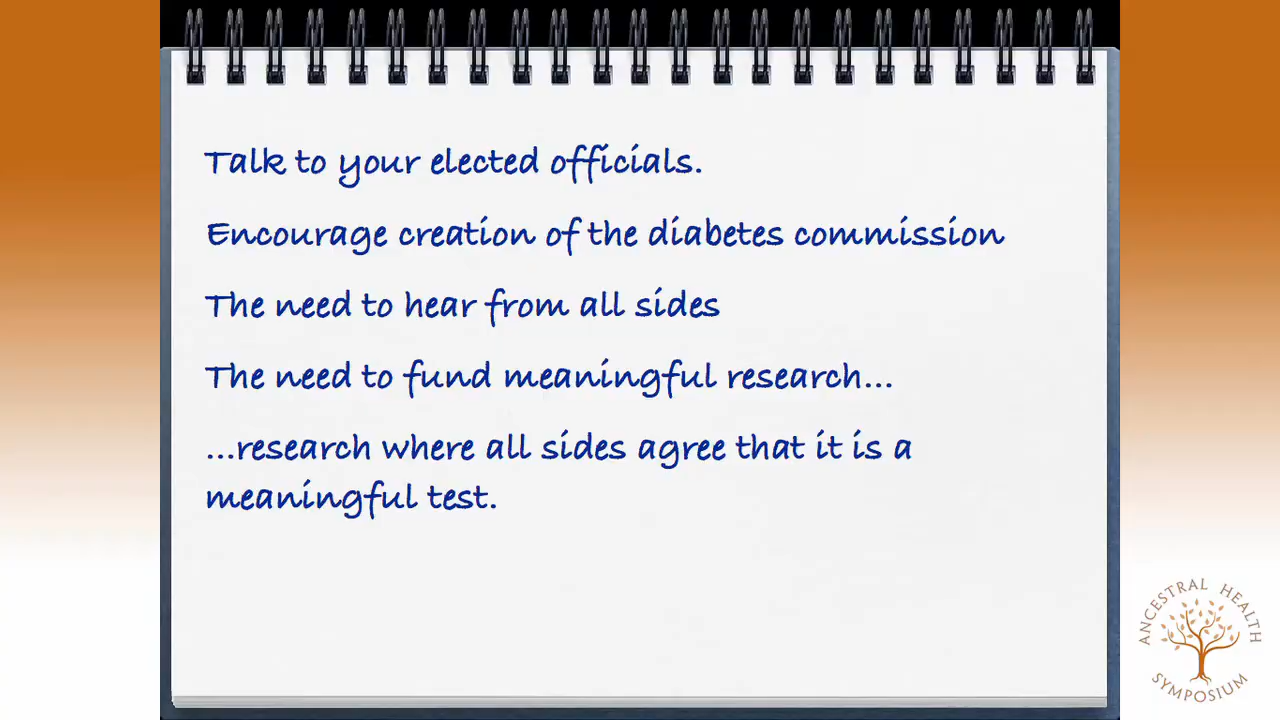 Talk to your elected officials.
Encourage creation of the diabetes commission
The need to hear from all sides
The need to fund meaningful research...
...research where all sides agree that it is a
meaningful test.
ANCESTRAL HEALTH
SYMPOSIUM